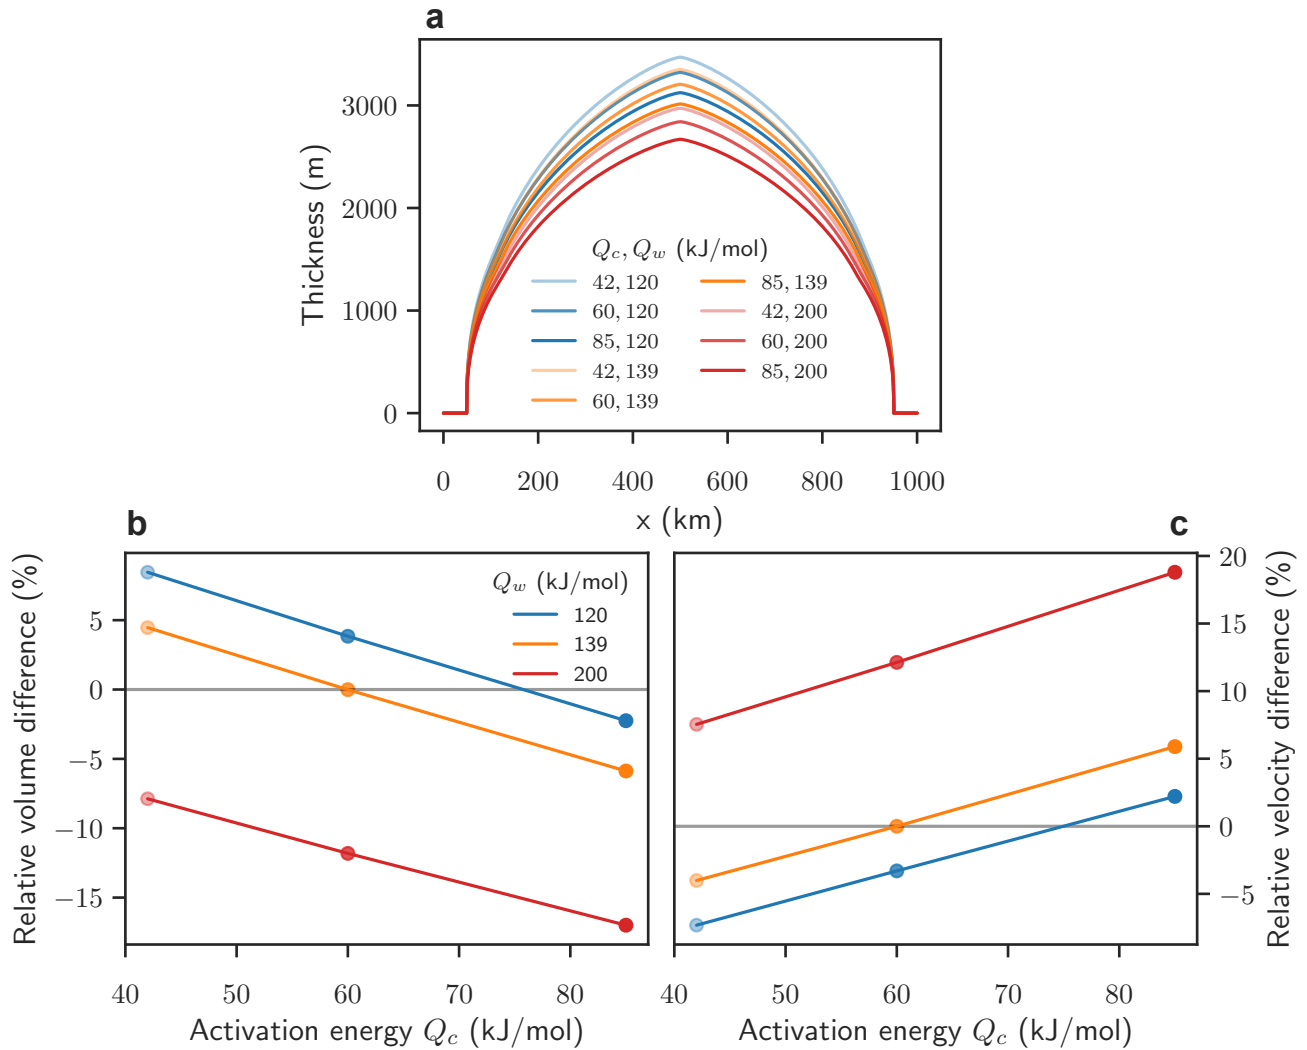 a
Thickness (m)
3000
2000
1000
0
Q_c, Q_w (kJ/mol)
42, 120
60, 120
85, 120
42, 139
60, 139
85, 139
42, 200
60, 200
85, 200
0 200 400 600 800 1000
x (km)
b
Relative volume difference (%)
5
0
−5
−10
−15
Q_w (kJ/mol)
120
139
200
40 50 60 70 80
Activation energy Q_c (kJ/mol)
c
20
15
10
5
0
−5
Relative velocity difference (%)
40 50 60 70 80
Activation energy Q_c (kJ/mol)